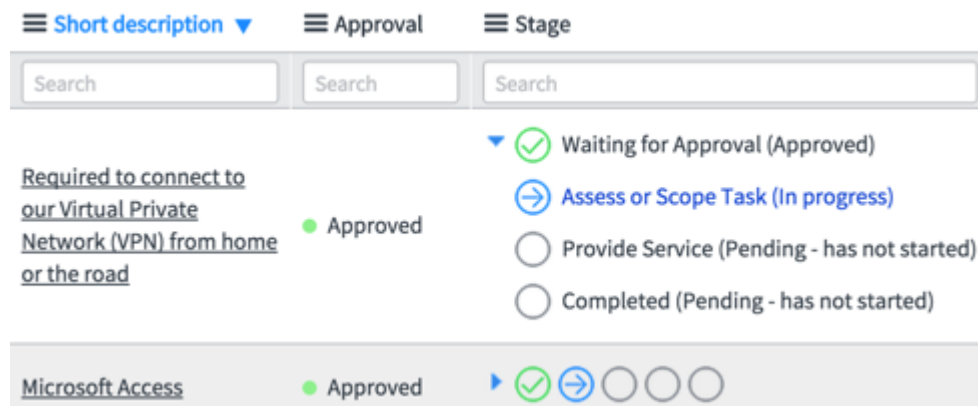 Short description Approval Stage
Search Search Search
Waiting for Approval (Approved)
Required to connect to
our Virtual Private
Network (VPN) from home
or the road
Approved
Assess or Scope Task (In progress)
Provide Service (Pending - has not started)
Completed (Pending - has not started)
Microsoft Access Approved